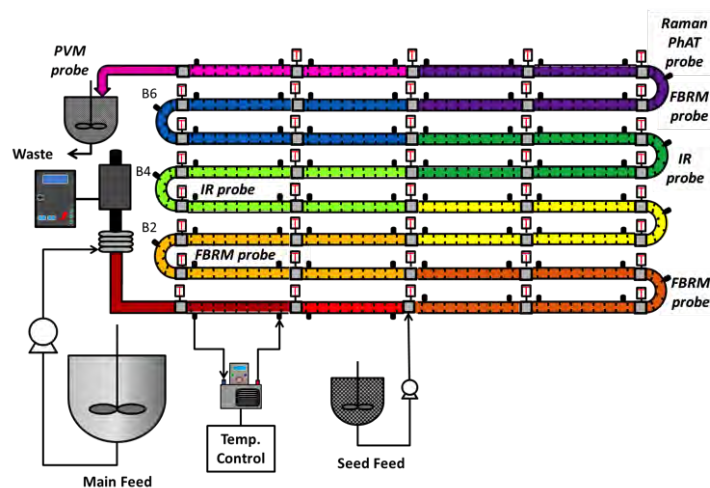 Raman
PhAT
probe
PVM
probe
B6
FBRM
probe
Waste
B4
IR probe
IR
probe
B2
FBRM probe
FBRM
probe
Temp.
Control
Seed Feed
Main Feed